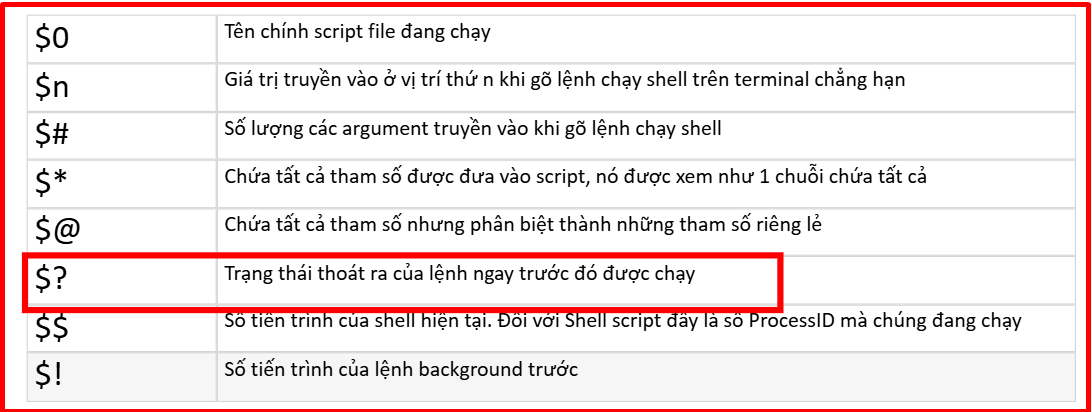 $0 Tên chính script file đang chạy
$n Giá trị truyền vào ở vị trí thứ n khi gõ lệnh chạy shell trên terminal chẳng hạn
$# Số lượng các argument truyền vào khi gõ lệnh chạy shell
$* Chứa tất cả tham số được đưa vào script, nó được xem như 1 chuỗi chứa tất cả
$@ Chứa tất cả tham số nhưng phân biệt thành những tham số riêng lẻ
$? Trạng thái thoát ra của lệnh ngay trước đó được chạy
$$ Số tiến trình của shell hiện tại. Đối với Shell script đây là số ProcessID mà chúng đang chạy
$! Số tiến trình của lệnh background trước